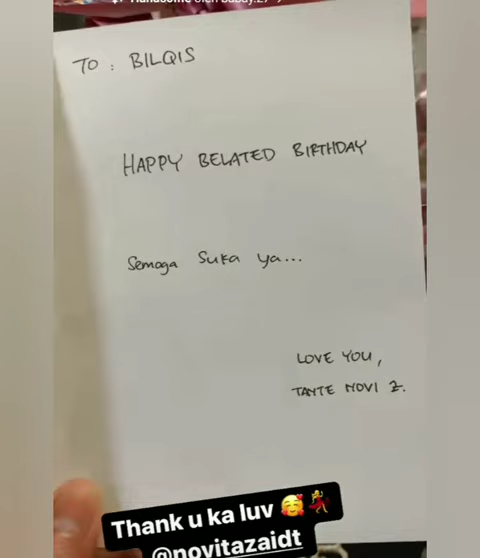 TO : BILQIS
HAPPY BELATED BIRTHDAY
Semoga suka ya...
LOVE YOU,
TANTE NOVI Z.
Thank u ka luv 🥰💃
@novitazaidt